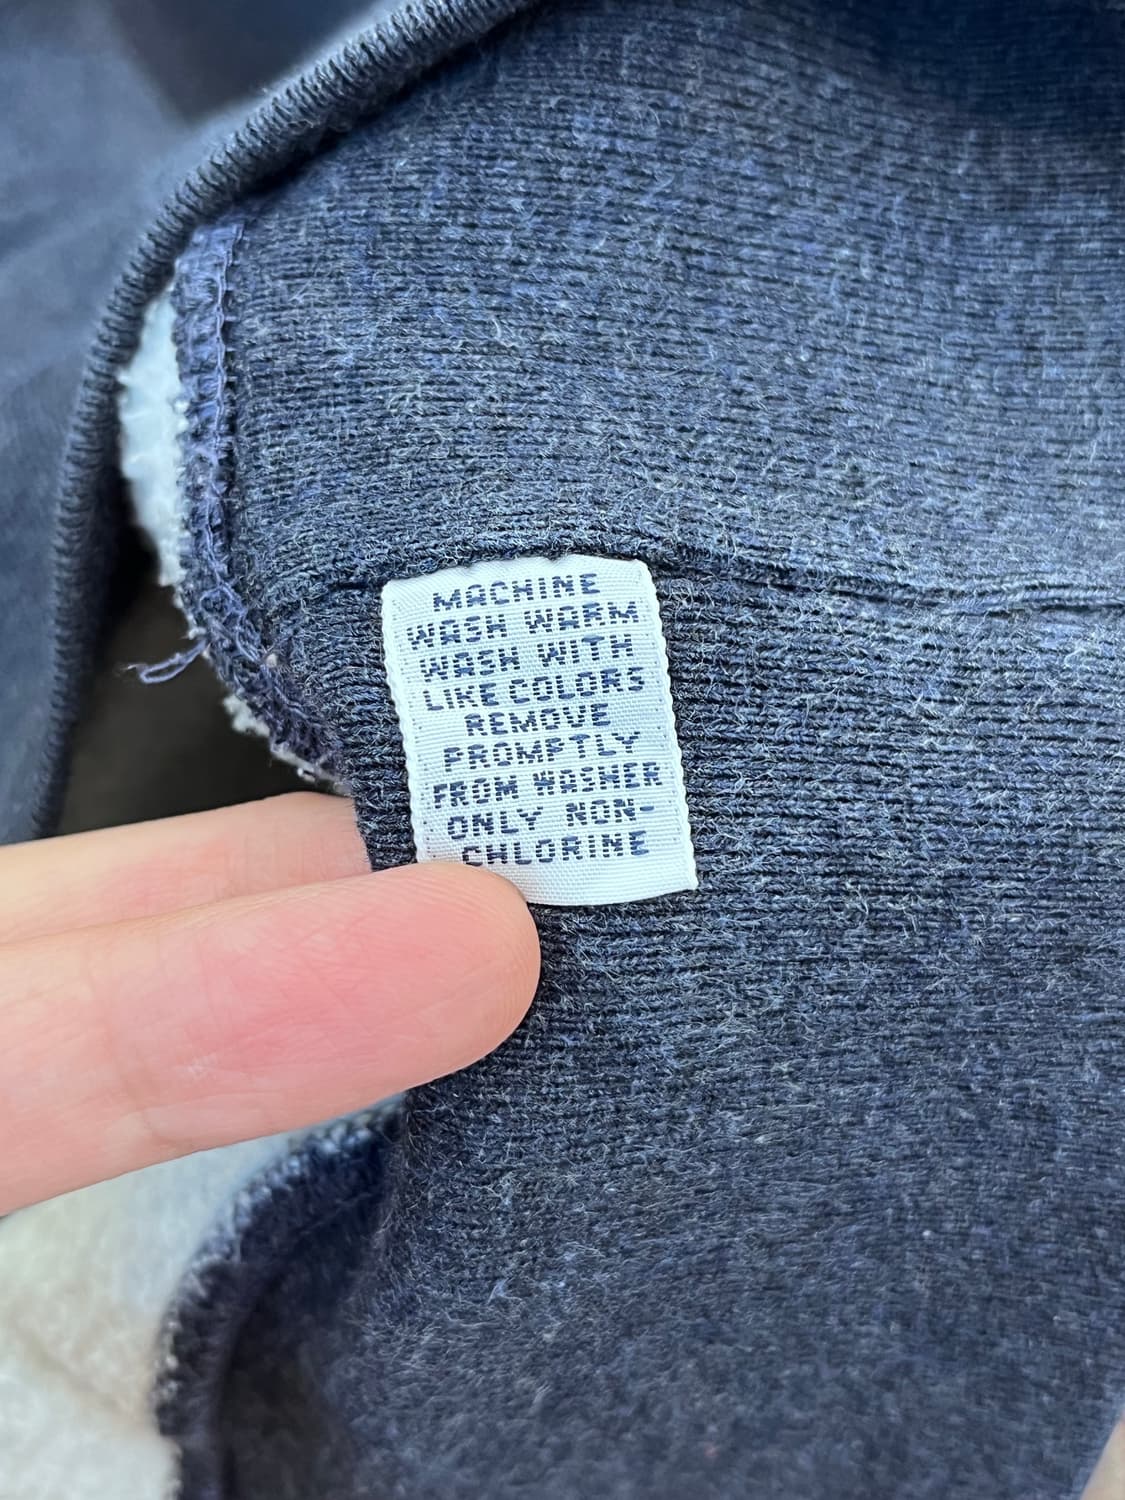 MACHINE
WASH WARM
WASH WITH
LIKE COLORS
REMOVE
PROMPTLY
FROM WASHER
ONLY NON-
CHLORINE